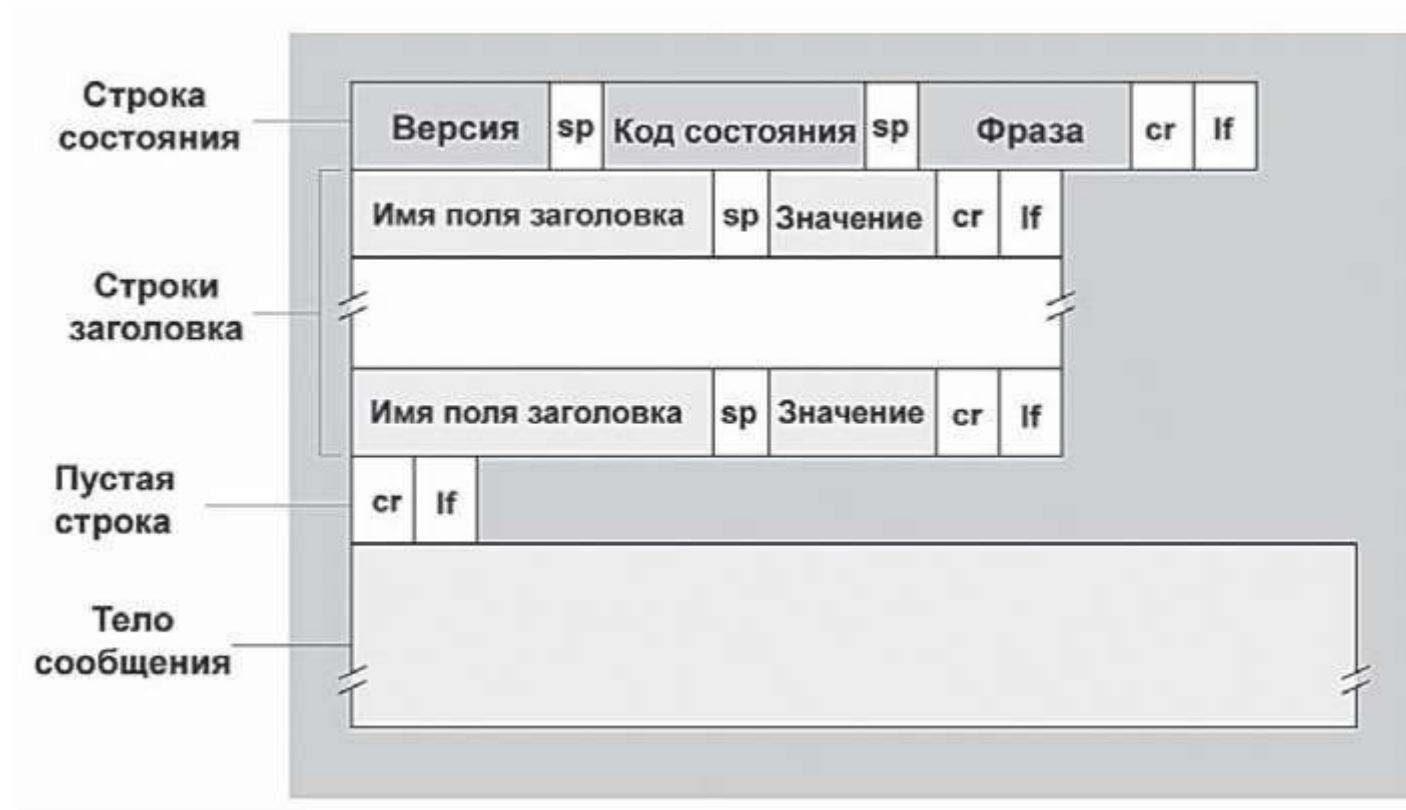 Строка
состояния
Версия sp Код состояния sp Фраза cr lf
Имя поля заголовка sp Значение cr lf
Строки
заголовка
Имя поля заголовка sp Значение cr lf
Пустая
строка
cr lf
Тело
сообщения